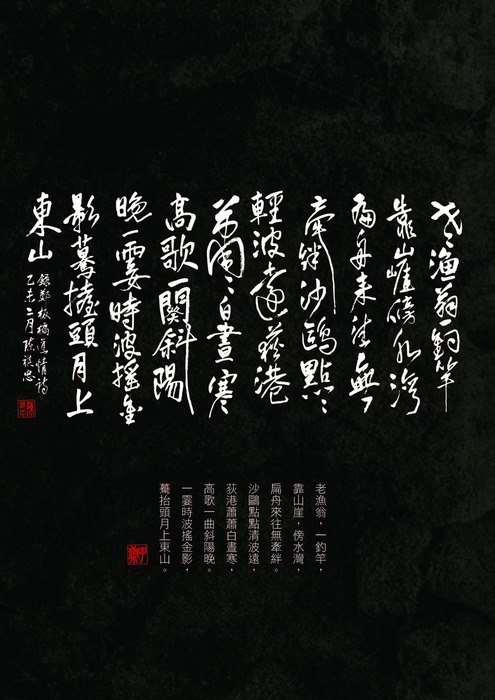 老漁翁一釣竿
靠山崖傍水灣
扁舟來往無
牽絆沙鷗點點
輕波遠荻港
蕭蕭白晝寒
高歌一闋斜陽
晚一霎時波搖金
影驀擡頭月上
東山
錄鄭板橋道情詩
乙未二月陳
老漁翁，一釣竿，
靠山崖，傍水灣，
扁舟來往無牽絆。
沙鷗點點清波遠，
荻港蕭蕭白晝寒，
高歌一曲斜陽晚。
一霎時波搖金影，
驀抬頭月上東山。